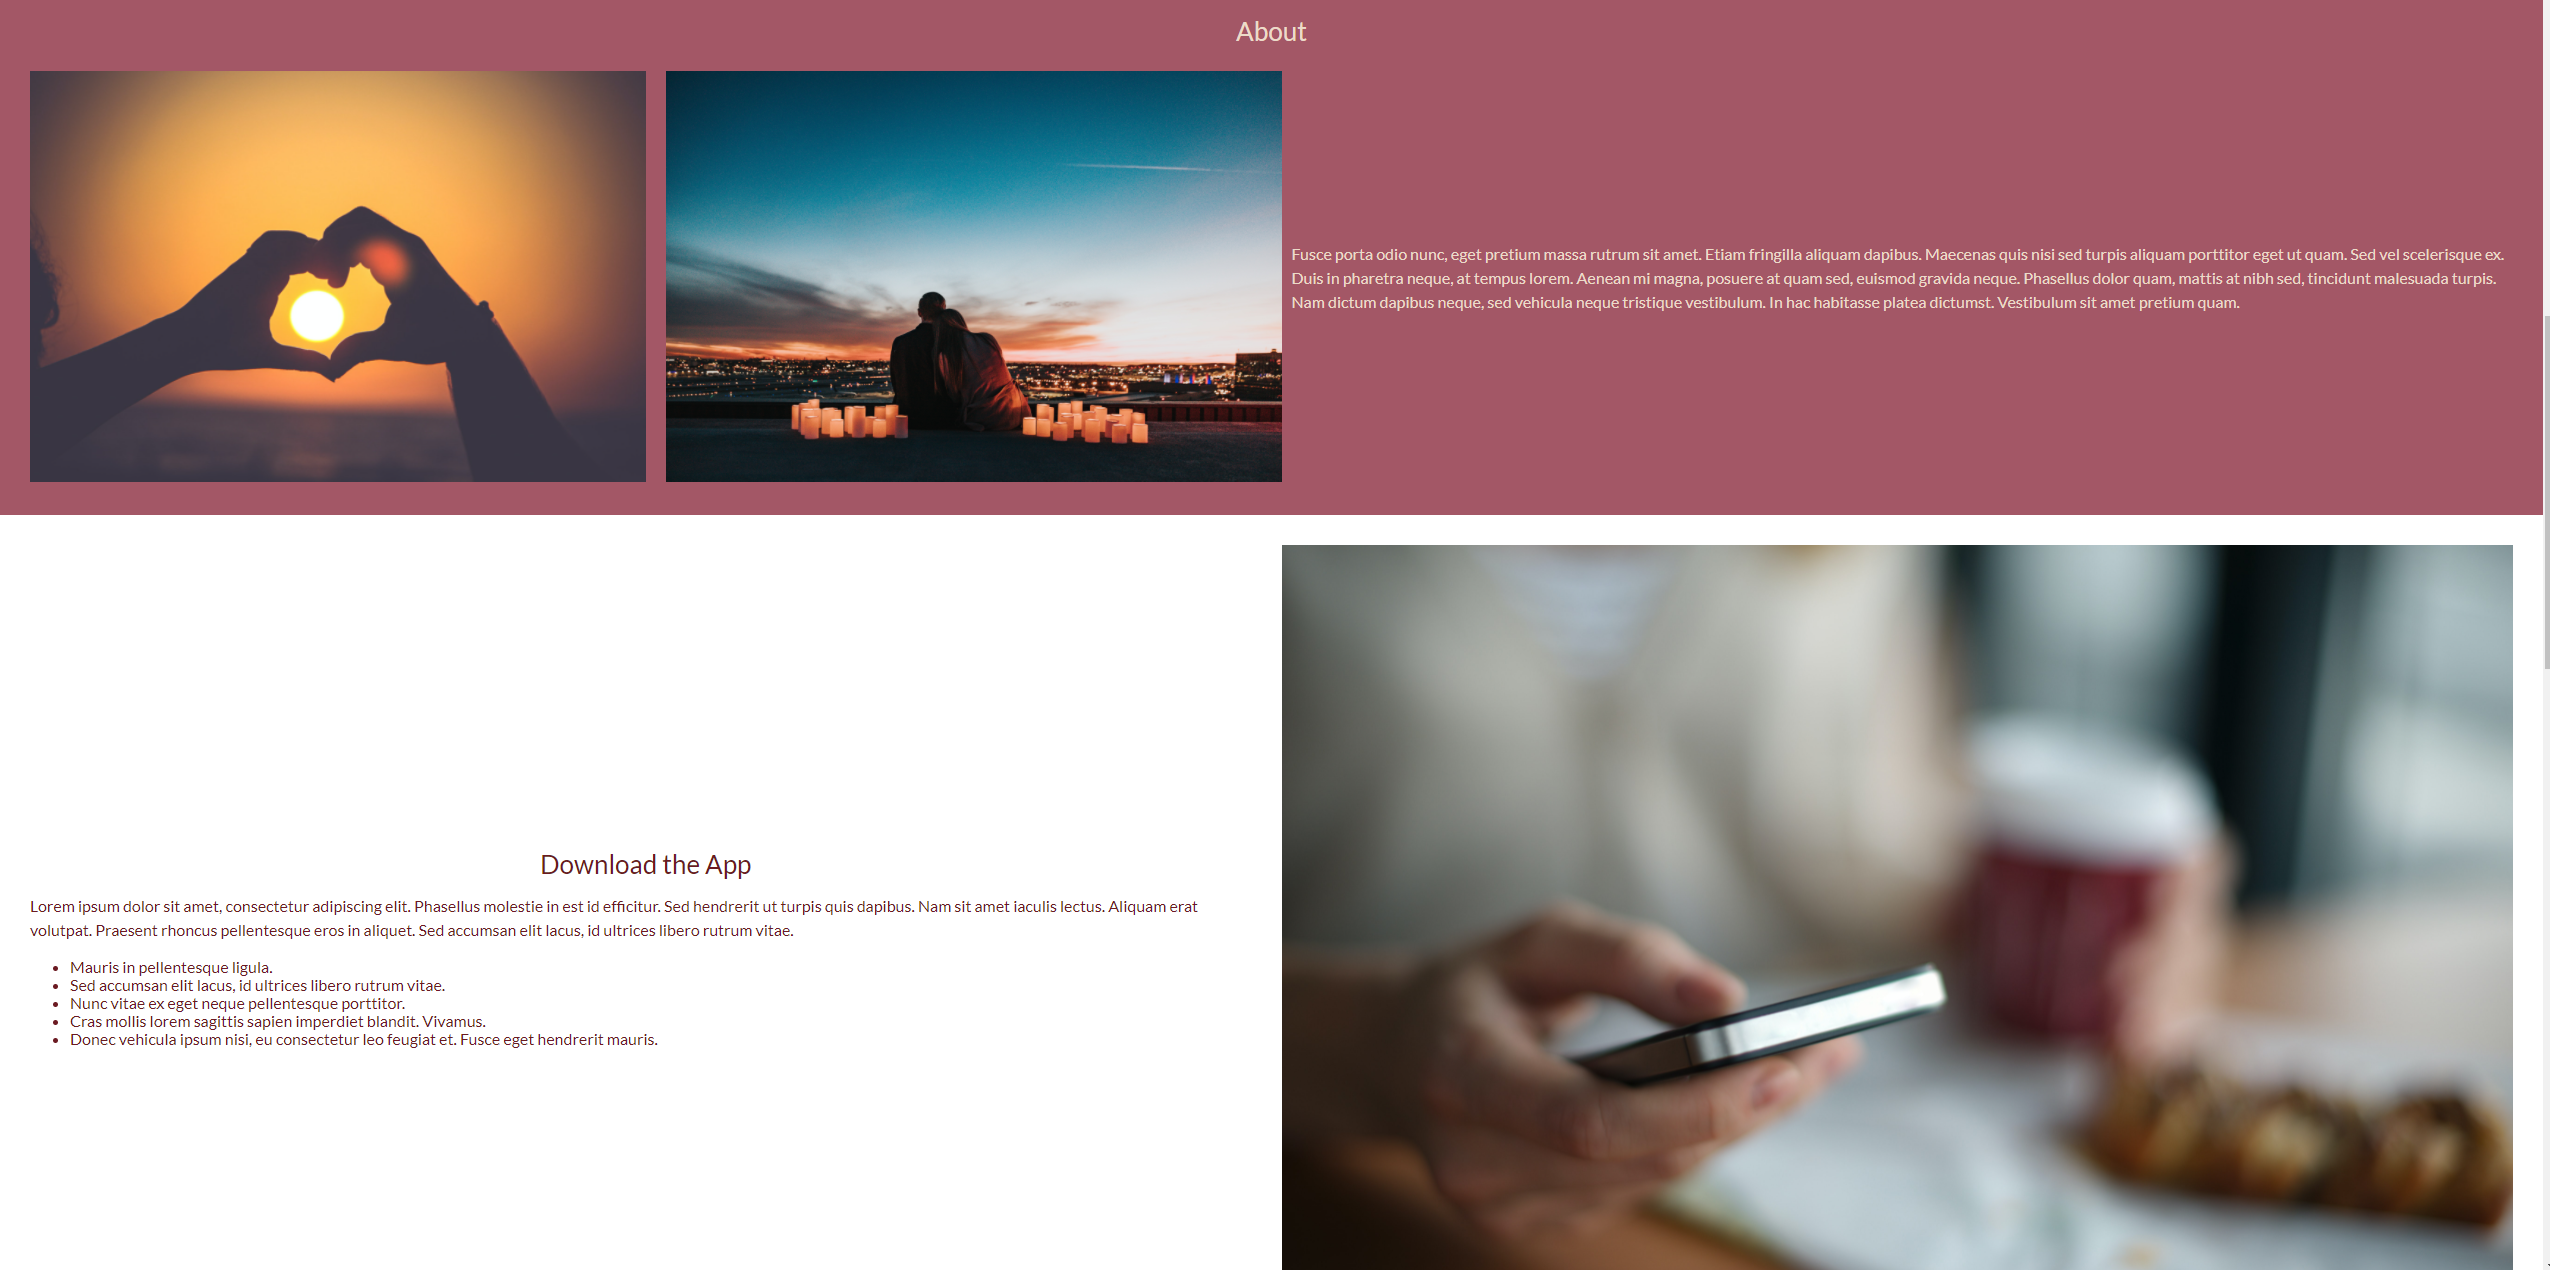 About
Fusce porta odio nunc, eget pretium massa rutrum sit amet. Etiam fringilla aliquam dapibus. Maecenas quis nisi sed turpis aliquam porttitor eget ut quam. Sed vel scelerisque ex.
Duis in pharetra neque, at tempus lorem. Aenean mi magna, posuere at quam sed, euismod gravida neque. Phasellus dolor quam, mattis at nibh sed, tincidunt malesuada turpis.
Nam dictum dapibus neque, sed vehicula neque tristique vestibulum. In hac habitasse platea dictumst. Vestibulum sit amet pretium quam.
Download the App
Lorem ipsum dolor sit amet, consectetur adipiscing elit. Phasellus molestie in est id efficitur. Sed hendrerit ut turpis quis dapibus. Nam sit amet iaculis lectus. Aliquam erat
volutpat. Praesent rhoncus pellentesque eros in aliquet. Sed accumsan elit lacus, id ultrices libero rutrum vitae.
• Mauris in pellentesque ligula.
• Sed accumsan elit lacus, id ultrices libero rutrum vitae.
• Nunc vitae ex eget neque pellentesque porttitor.
• Cras mollis lorem sagittis sapien imperdiet blandit. Vivamus.
• Donec vehicula ipsum nisi, eu consectetur leo feugiat et. Fusce eget hendrerit mauris.